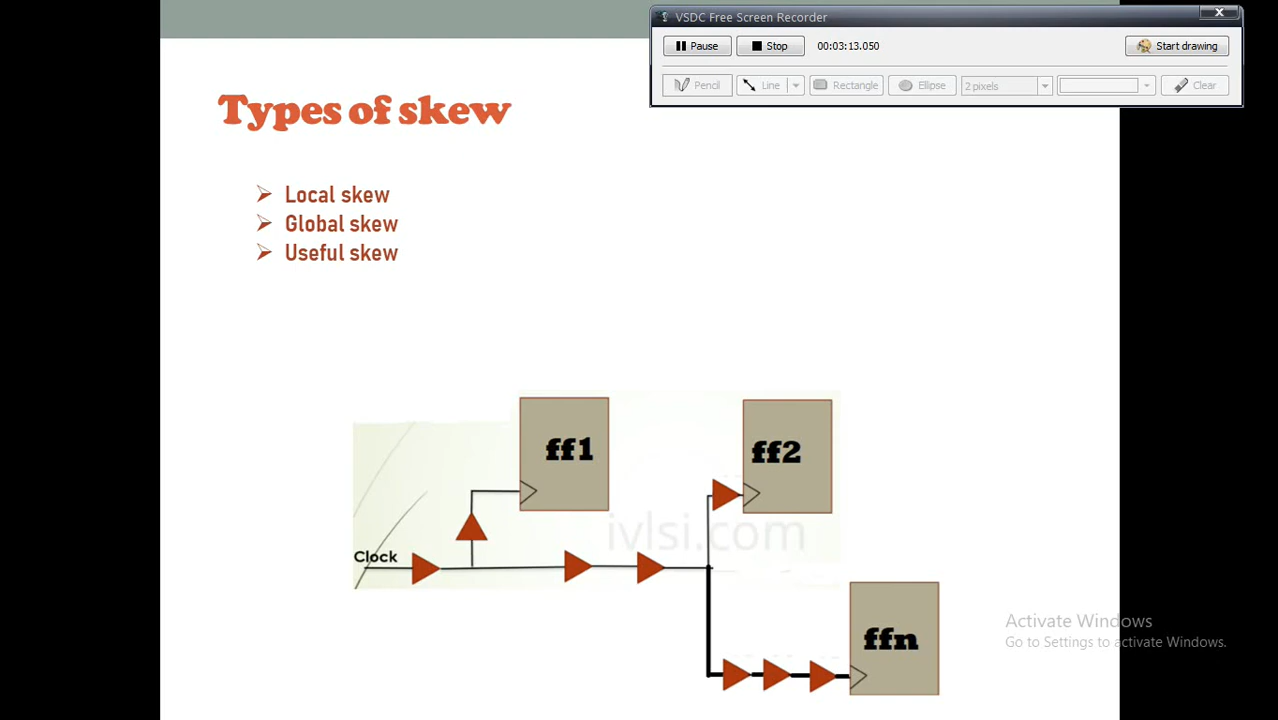 VSDC Free Screen Recorder
Pause
Stop
00:03:13.050
Start drawing
Pencil
Line
Rectangle
Ellipse
2 pixels
Clear
Types of skew
Local skew
Global skew
Useful skew
ff1
ff2
ivlsi.com
Clock
ffn
Activate Windows
Go to Settings to activate Windows.